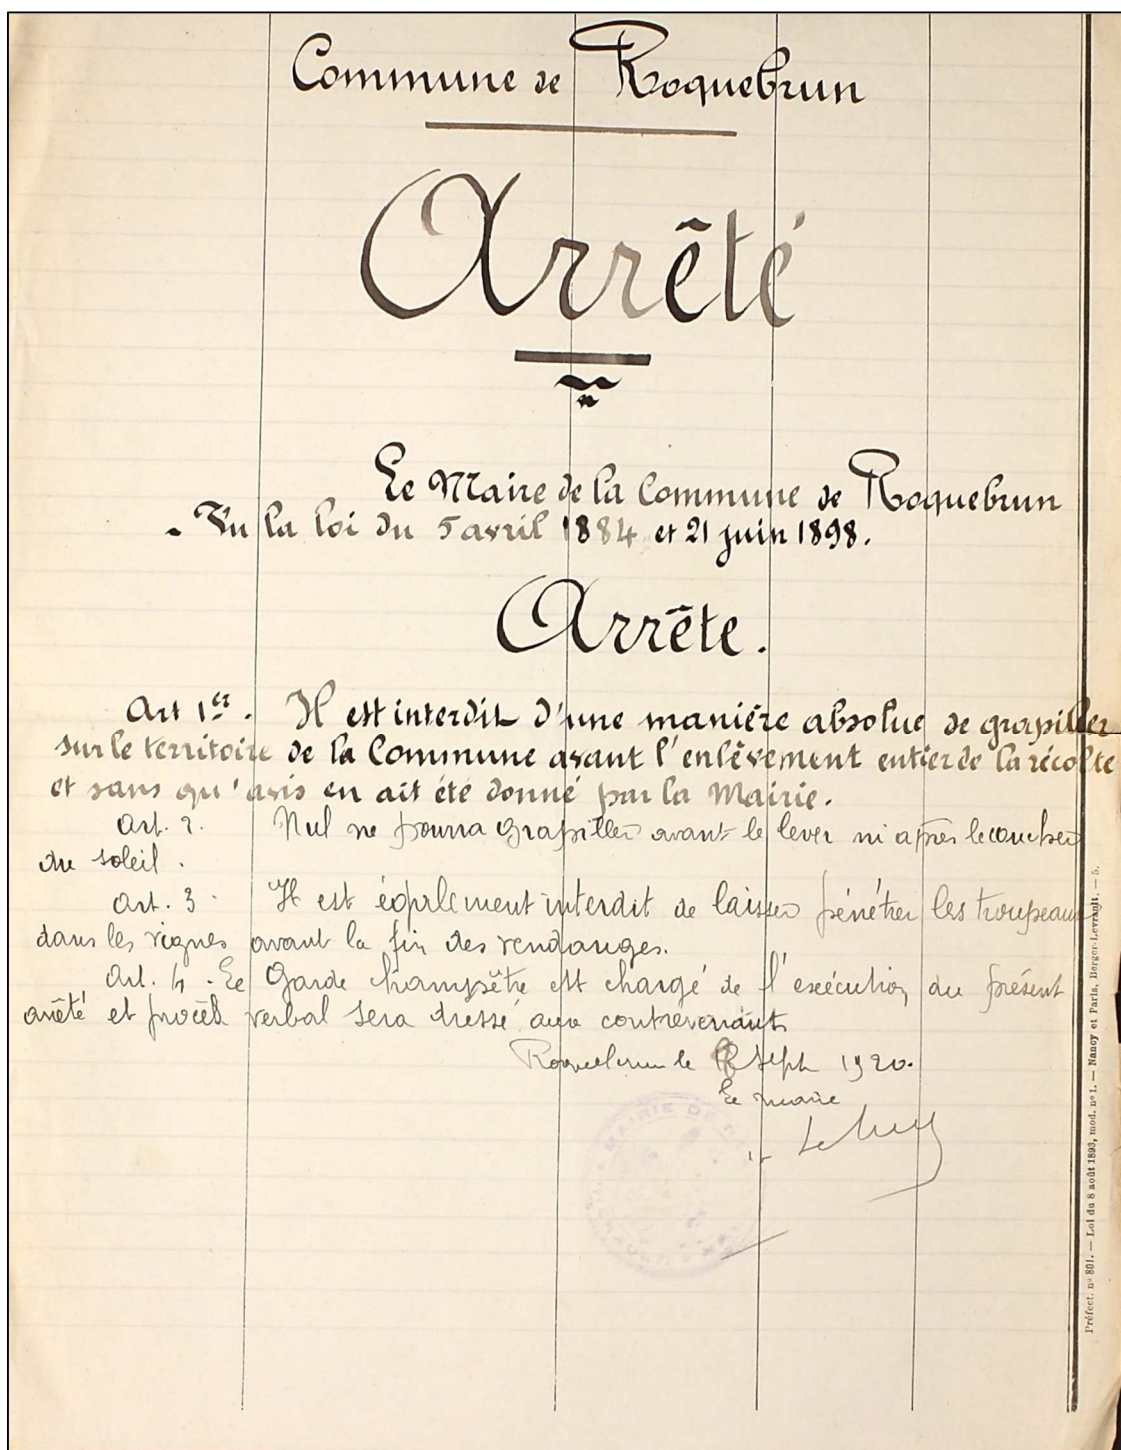 Commune de Roquebrun
Arrêté
Le Maire de la Commune de Roquebrun
- Vu la loi du 5 avril 1884 et 21 juin 1898.
Arrête.
Art 1er. Il est interdit d'une manière absolue de grapiller
sur le territoire de la Commune avant l'enlèvement entier de la récolte
et sans qu'avis en ait été donné par la Mairie.
Art. 2. Nul ne pourra grapiller avant le lever ni après le coucher
du soleil.
Art. 3. Il est également interdit de laisser pénétrer les troupeaux
dans les vignes avant la fin des vendanges.
Art. 4. Le Garde champêtre est chargé de l'exécution du présent
arrêté et procès verbal sera dressé aux contrevenants
Roquebrun le Sept 1920.
Le maire
MAIRIE DE
Préfect. nº 801. — Loi du 8 août 1893, mod. nº 1. — Nancy et Paris, Berger-Levrault. — 5.